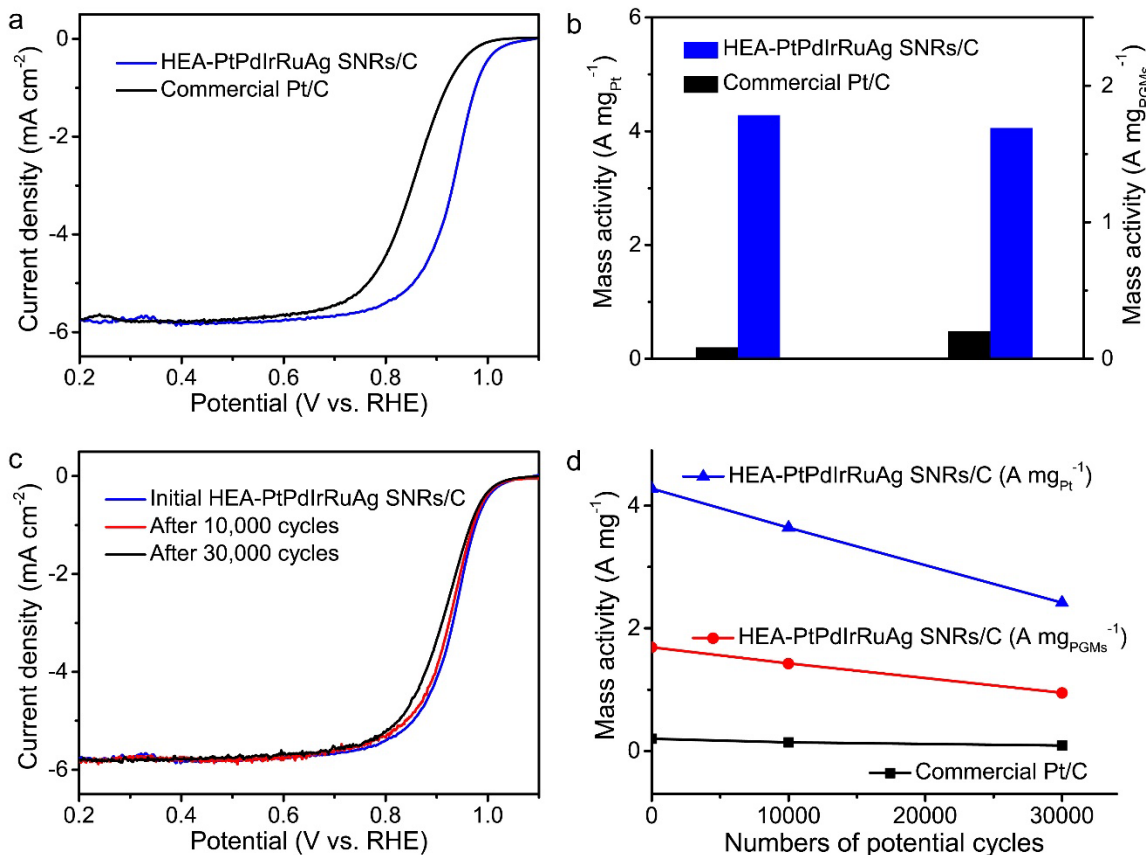 a
HEA-PtPdIrRuAg SNRs/C
Commercial Pt/C
Current density (mA cm⁻²)
0
-2
-4
-6
0.2 0.4 0.6 0.8 1.0
Potential (V vs. RHE)
b
HEA-PtPdIrRuAg SNRs/C
Commercial Pt/C
Mass activity (A mg_Pt⁻¹)
6
4
2
0
Mass activity (A mg_PGMs⁻¹)
2
1
0
c
Initial HEA-PtPdIrRuAg SNRs/C
After 10,000 cycles
After 30,000 cycles
Current density (mA cm⁻²)
0
-2
-4
-6
0.2 0.4 0.6 0.8 1.0
Potential (V vs. RHE)
d
HEA-PtPdIrRuAg SNRs/C (A mg_Pt⁻¹)
HEA-PtPdIrRuAg SNRs/C (A mg_PGMs⁻¹)
Commercial Pt/C
Mass activity (A mg⁻¹)
4
2
0
0 10000 20000 30000
Numbers of potential cycles